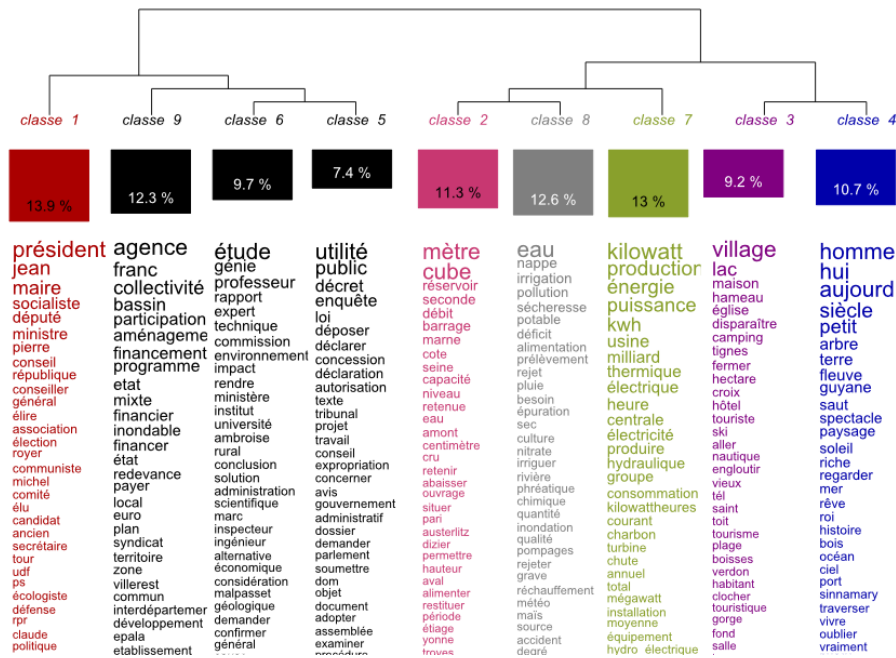 classe 1 classe 9 classe 6 classe 5 classe 2 classe 8 classe 7 classe 3 classe 4
13.9 % 12.3 % 9.7 % 7.4 % 11.3 % 12.6 % 13 % 9.2 % 10.7 %
président
jean
maire
socialiste
député
ministre
pierre
conseil
république
conseiller
général
élire
association
élection
royer
communiste
michel
comité
élu
candidat
ancien
secrétaire
tour
udf
ps
écologiste
défense
rpr
claude
politique
agence
franc
collectivité
bassin
participation
aménageme
financement
programme
etat
mixte
financier
inondable
financer
état
redevance
payer
local
euro
plan
syndicat
territoire
zone
villerest
commun
interdépartemer
développement
epala
etablissement
étude
génie
professeur
rapport
expert
technique
commission
environnement
impact
rendre
ministère
institut
université
ambroise
rural
conclusion
solution
administration
scientifique
marc
inspecteur
ingénieur
alternative
économique
considération
malpasset
géologique
demander
confirmer
général
utilité
public
décret
enquête
loi
déposer
déclarer
concession
déclaration
autorisation
texte
tribunal
projet
travail
conseil
expropriation
concerner
avis
gouvernement
administratif
dossier
demander
parlement
soumettre
dom
objet
document
adopter
assemblée
examiner
procédure
mètre
cube
réservoir
seconde
débit
barrage
marne
cote
seine
capacité
niveau
retenue
eau
amont
centimètre
cru
retenir
abaisser
ouvrage
situer
pari
austerlitz
dizier
permettre
hauteur
aval
alimenter
restituer
période
étiage
yonne
troyes
eau
nappe
irrigation
pollution
sécheresse
potable
déficit
alimentation
prélèvement
rejet
pluie
besoin
épuration
sec
culture
nitrate
irriguer
rivière
phréatique
chimique
quantité
inondation
qualité
pompages
rejeter
grave
réchauffement
météo
maïs
source
accident
degré
kilowatt
production
énergie
puissance
kwh
usine
milliard
thermique
électrique
heure
centrale
électricité
produire
hydraulique
groupe
consommation
kilowattheures
courant
charbon
turbine
chute
annuel
total
mégawatt
installation
moyenne
équipement
hydro électrique
village
lac
maison
hameau
église
disparaître
camping
tignes
fermer
hectare
croix
hôtel
touriste
ski
aller
nautique
engloutir
vieux
tél
saint
toit
tourisme
plage
boisses
verdon
habitant
clocher
touristique
gorge
fond
salle
homme
hui
aujourd
siècle
petit
arbre
terre
fleuve
guyane
saut
spectacle
paysage
soleil
riche
regarder
mer
rêve
roi
histoire
bois
océan
ciel
port
sinnamary
traverser
vivre
oublier
vraiment